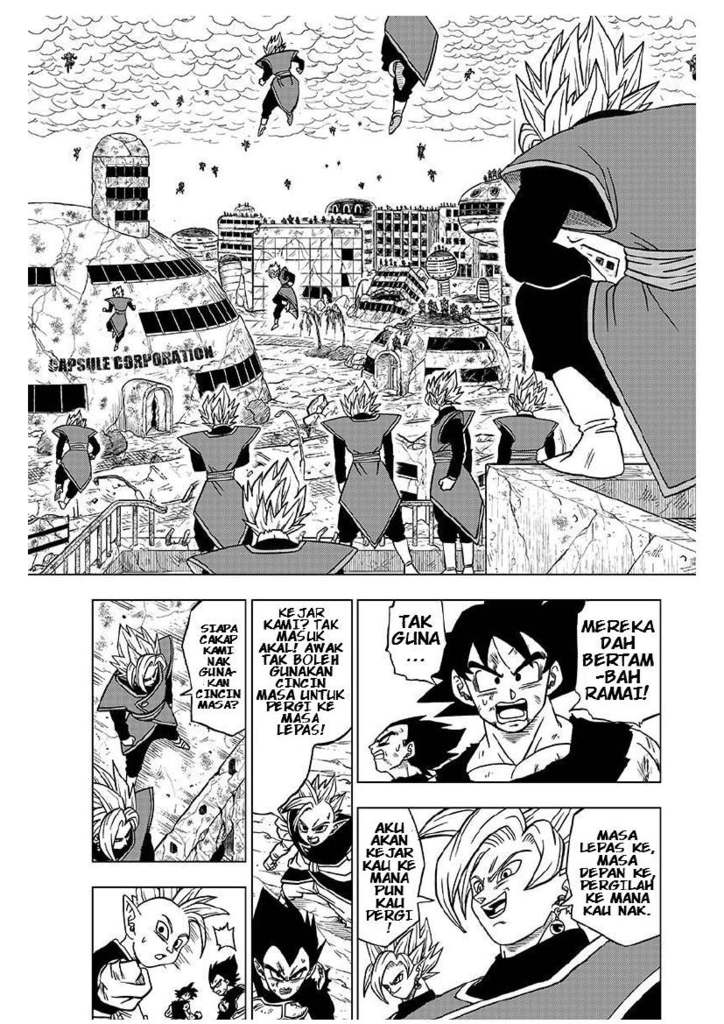 CAPSULE CORPORATION
MEREKA
DAH
BERTAM
-BAH
RAMAI!
TAK
GUNA
...
MASA
LEPAS KE,
MASA
DEPAN KE,
PERGILAH
KE MANA
KAU NAK.
AKU
AKAN
KEJAR
KAU KE
MANA
PUN
KAU
PERGI
!
KEJAR
KAMI? TAK
MASUK
AKAL! AWAK
TAK BOLEH
GUNAKAN
CINCIN
MASA UNTUK
PERGI KE
MASA
LEPAS!
SIAPA
CAKAP
KAMI
NAK
GUNA-
KAN
CINCIN
MASA?